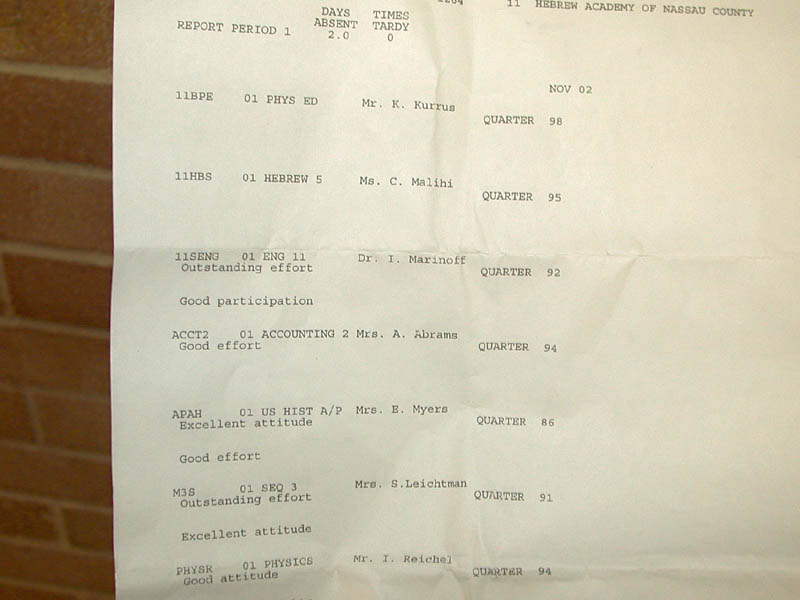 11 HEBREW ACADEMY OF NASSAU COUNTY
DAYS TIMES
REPORT PERIOD 1 ABSENT TARDY
2.0 0
NOV 02
11BPE 01 PHYS ED Mr. K. Kurrus
QUARTER 98
11HBS 01 HEBREW 5 Ms. C. Malihi
QUARTER 95
11SENG 01 ENG 11 Dr. I. Marinoff
Outstanding effort QUARTER 92
Good participation
ACCT2 01 ACCOUNTING 2 Mrs. A. Abrams
Good effort QUARTER 94
APAH 01 US HIST A/P Mrs. E. Myers
Excellent attitude QUARTER 86
Good effort
M3S 01 SEQ 3 Mrs. S.Leichtman
Outstanding effort QUARTER 91
Excellent attitude
PHYSR 01 PHYSICS Mr. I. Reichel
Good attitude QUARTER 94